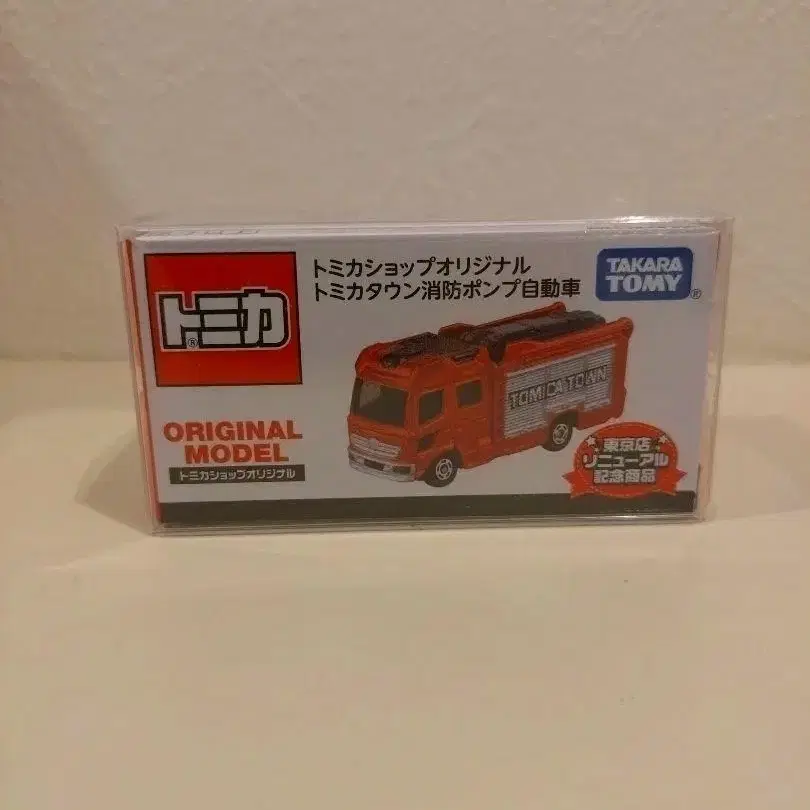 トミカ®
ORIGINAL
MODEL
トミカショップオリジナル
トミカショップオリジナル
トミカタウン消防ポンプ自動車
TAKARA
TOMY®
TOMICA TOWN
東京店
リニューアル
記念商品